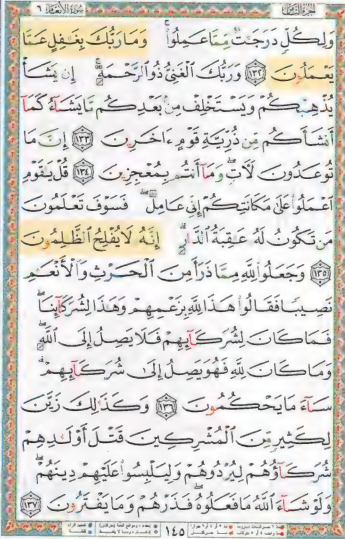 سورة الأنعام ٦
الجزء الثامن
وَلِكُلٍّ دَرَجَٰتٌ مِّمَّا عَمِلُوا۟ ۚ وَمَا رَبُّكَ بِغَٰفِلٍ عَمَّا
يَعْمَلُونَ ١٣٢ وَرَبُّكَ ٱلْغَنِىُّ ذُو ٱلرَّحْمَةِ ۚ إِن يَشَأْ
يُذْهِبْكُمْ وَيَسْتَخْلِفْ مِنۢ بَعْدِكُم مَّا يَشَآءُ كَمَآ
أَنشَأَكُم مِّن ذُرِّيَّةِ قَوْمٍ ءَاخَرِينَ ١٣٣ إِنَّ مَا
تُوعَدُونَ لَءَاتٍ ۖ وَمَآ أَنتُم بِمُعْجِزِينَ ١٣٤ قُلْ يَٰقَوْمِ
ٱعْمَلُوا۟ عَلَىٰ مَكَانَتِكُمْ إِنِّى عَامِلٌ ۖ فَسَوْفَ تَعْلَمُونَ
مَن تَكُونُ لَهُۥ عَٰقِبَةُ ٱلدَّارِ ۗ إِنَّهُۥ لَا يُفْلِحُ ٱلظَّٰلِمُونَ
١٣٥ وَجَعَلُوا۟ لِلَّهِ مِمَّا ذَرَأَ مِنَ ٱلْحَرْثِ وَٱلْأَنْعَٰمِ
نَصِيبًا فَقَالُوا۟ هَٰذَا لِلَّهِ بِزَعْمِهِمْ وَهَٰذَا لِشُرَكَآئِنَا ۖ
فَمَا كَانَ لِشُرَكَآئِهِمْ فَلَا يَصِلُ إِلَى ٱللَّهِ ۖ
وَمَا كَانَ لِلَّهِ فَهُوَ يَصِلُ إِلَىٰ شُرَكَآئِهِمْ ۗ
سَآءَ مَا يَحْكُمُونَ ١٣٦ وَكَذَٰلِكَ زَيَّنَ
لِكَثِيرٍ مِّنَ ٱلْمُشْرِكِينَ قَتْلَ أَوْلَٰدِهِمْ
شُرَكَآؤُهُمْ لِيُرْدُوهُمْ وَلِيَلْبِسُوا۟ عَلَيْهِمْ دِينَهُمْ ۖ
وَلَوْ شَآءَ ٱللَّهُ مَا فَعَلُوهُ ۖ فَذَرْهُمْ وَمَا يَفْتَرُونَ ١٣٧
١٤٥